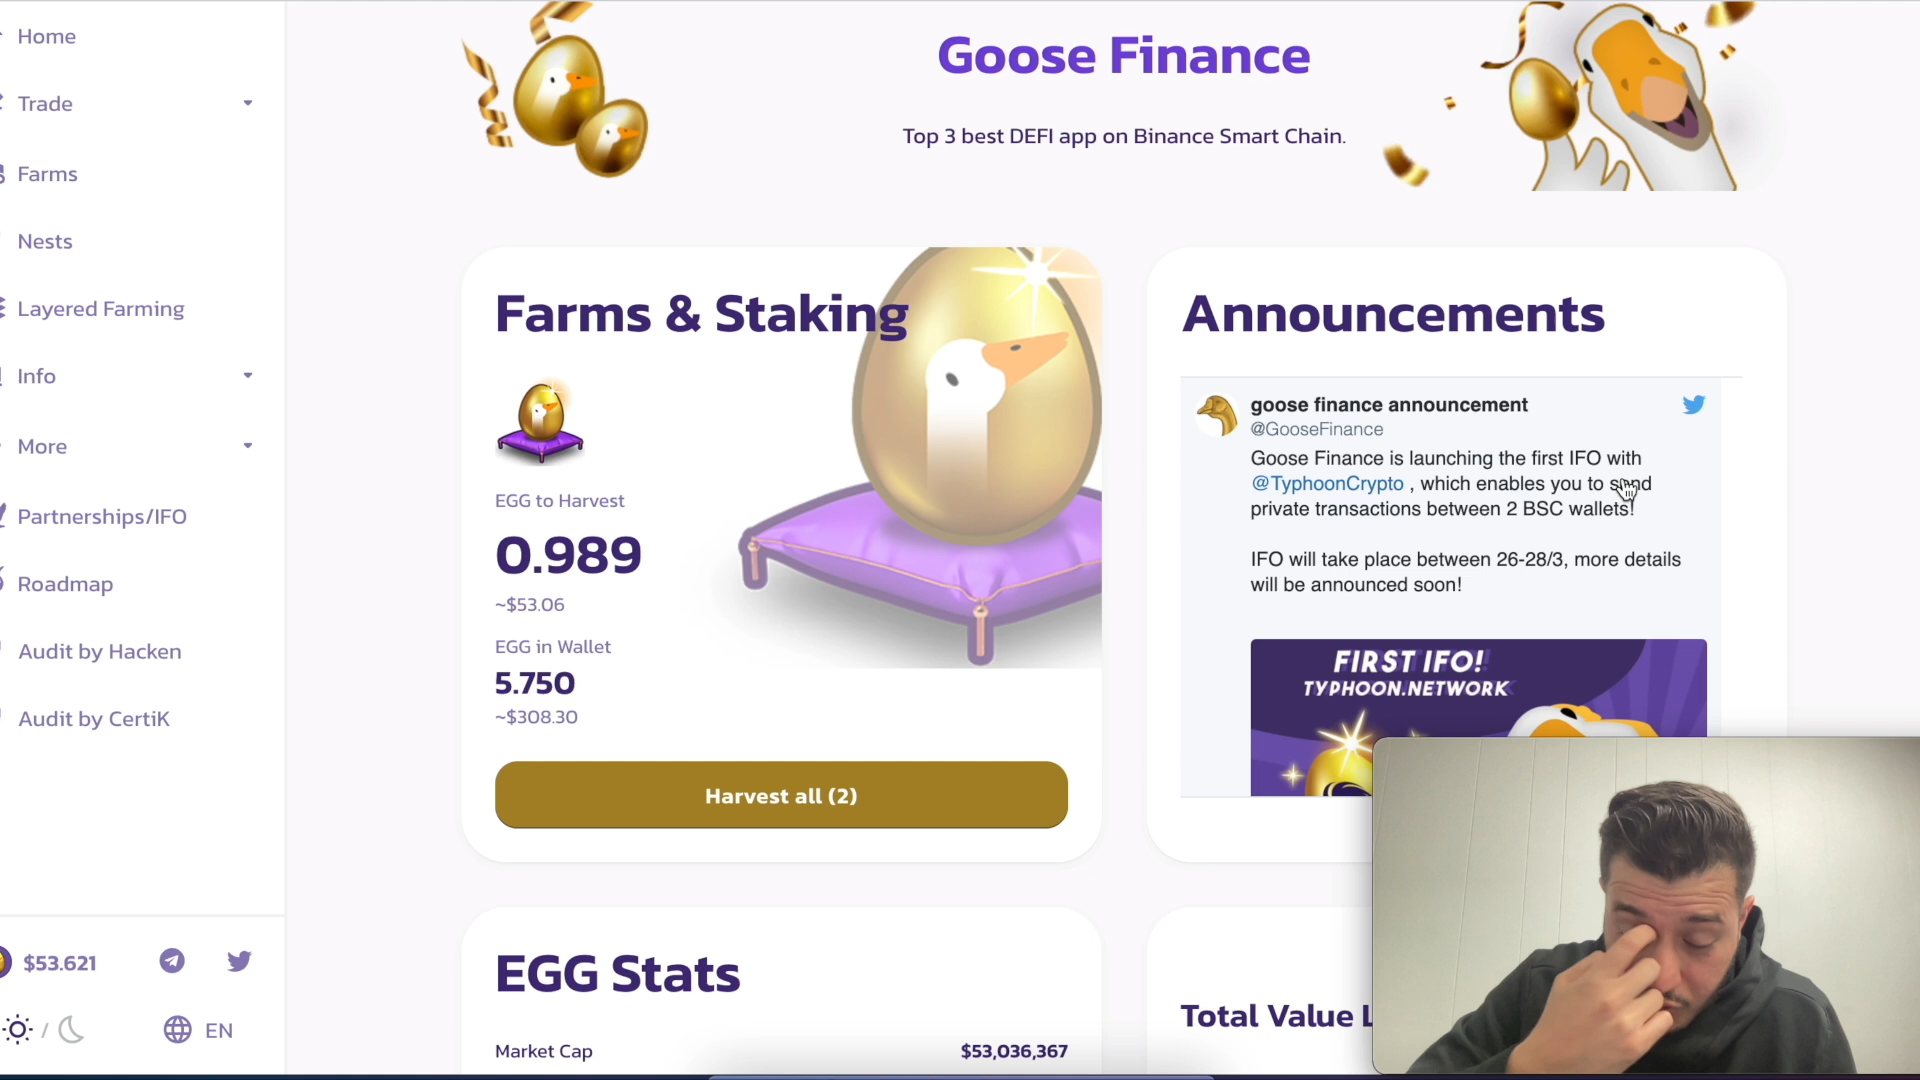 Home
Trade
Farms
Nests
Layered Farming
Info
More
Partnerships/IFO
Roadmap
Audit by Hacken
Audit by CertiK
$53.621
/
EN
Goose Finance
Top 3 best DEFI app on Binance Smart Chain.
Farms & Staking
EGG to Harvest
0.989
~$53.06
EGG in Wallet
5.750
~$308.30
Harvest all (2)
Announcements
goose finance announcement
@GooseFinance
Goose Finance is launching the first IFO with
@TyphoonCrypto , which enables you to send
private transactions between 2 BSC wallets!
IFO will take place between 26-28/3, more details
will be announced soon!
FIRST IFO!
TYPHOON.NETWORK
EGG Stats
Market Cap
$53,036,367
Total Value